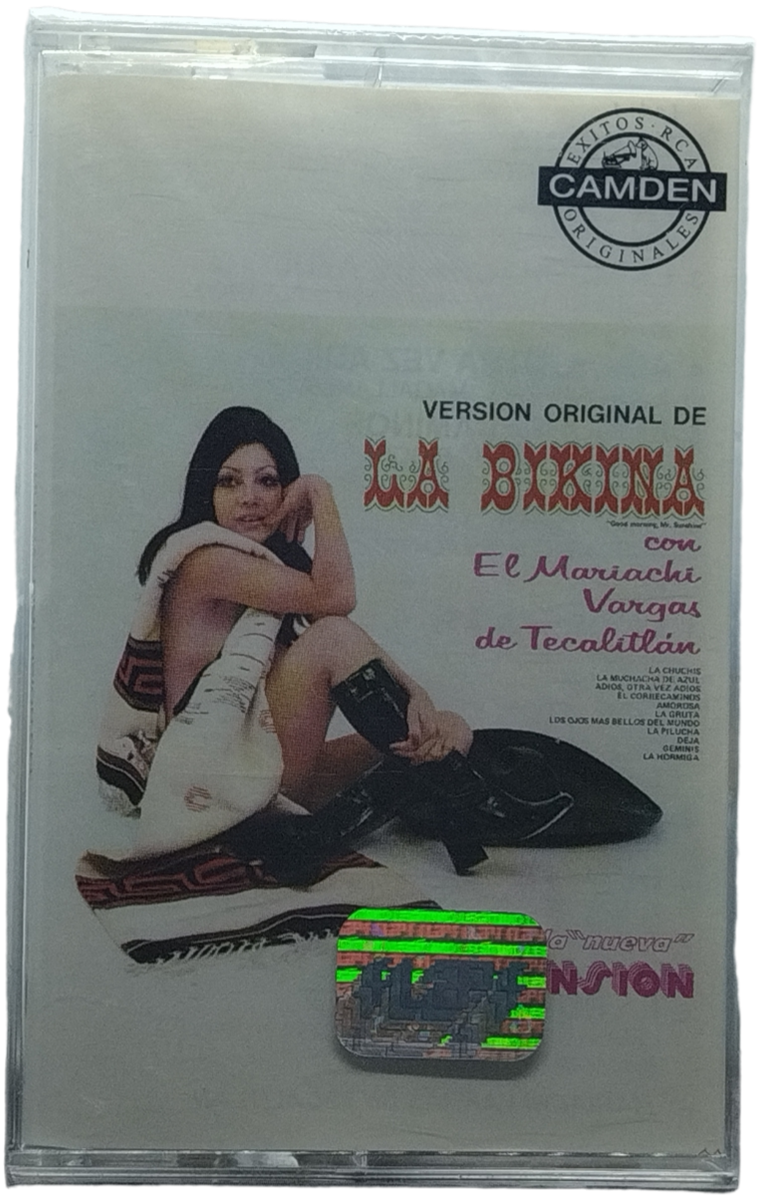 EXITOS · RCA
CAMDEN
ORIGINALES
VERSION ORIGINAL DE
LA BIKINA
"Good morning, Mr. Sunshine"
con
El Mariachi
Vargas
de Tecalitlán
LA CHUCHIS
LA MUCHACHA DE AZUL
ADIOS, OTRA VEZ ADIOS
EL CORRECAMINOS
AMOROSA
LA GRUTA
LOS OJOS MAS BELLOS DEL MUNDO
LA PILUCHA
DEJA
GEMINIS
LA HORMIGA
la "nueva"
NSION